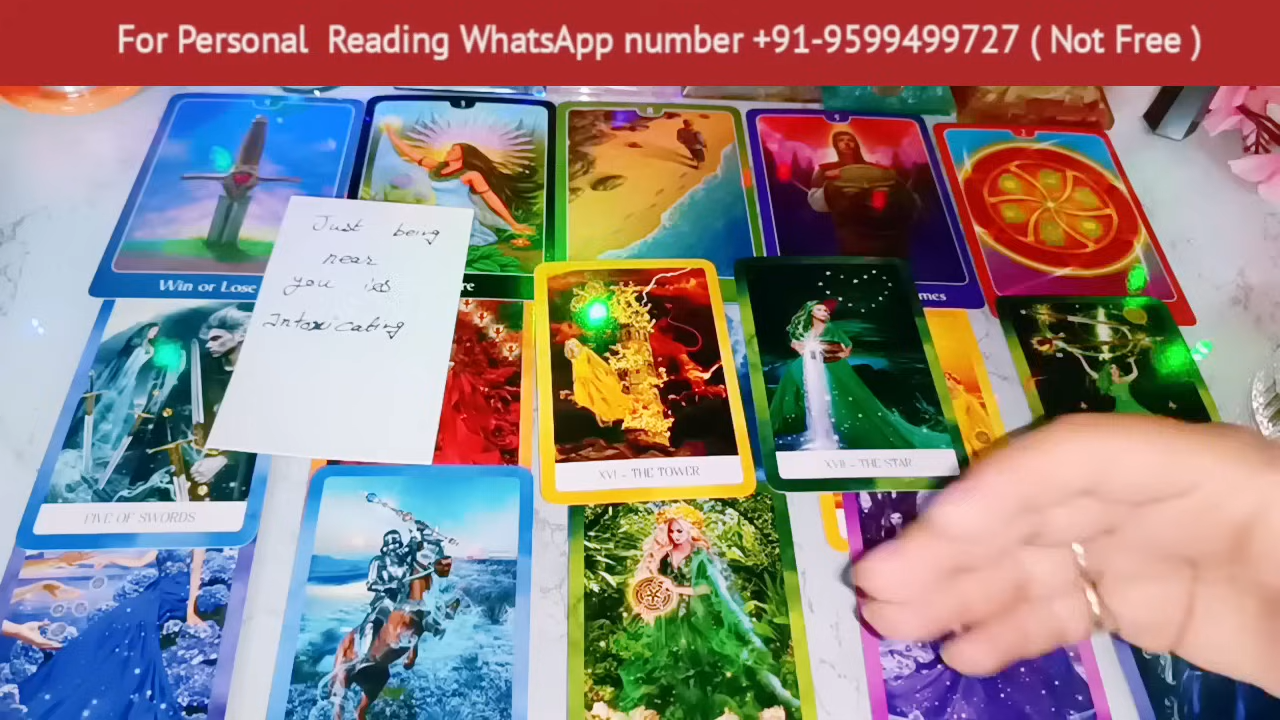 For Personal Reading WhatsApp number +91-9599499727 ( Not Free )
Win or Lose
Just being
near
you is
Intoxicating
XVI - THE TOWER
XVII - THE STAR
FIVE OF SWORDS